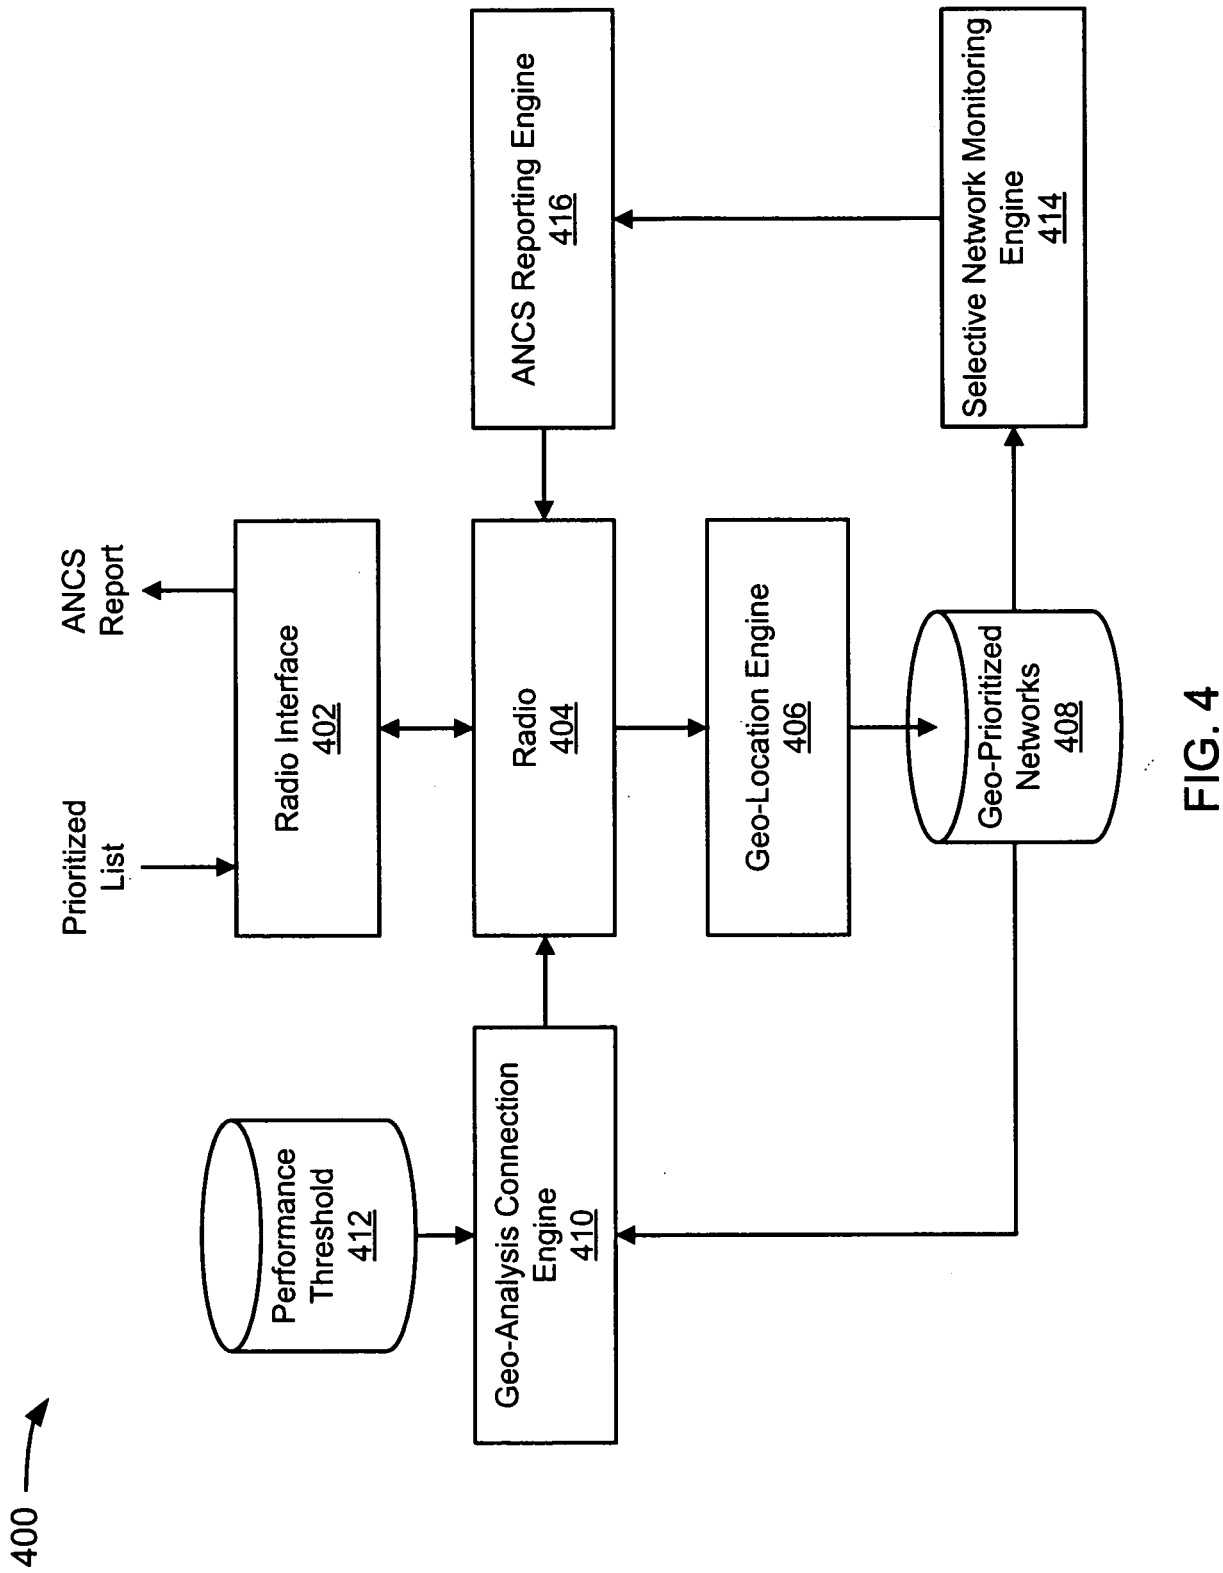 400
Prioritized
List
ANCS
Report
Performance
Threshold
412
Radio Interface
402
Geo-Analysis Connection
Engine
410
Radio
404
ANCS Reporting Engine
416
Geo-Location Engine
406
Geo-Prioritized
Networks
408
Selective Network Monitoring
Engine
414
FIG. 4